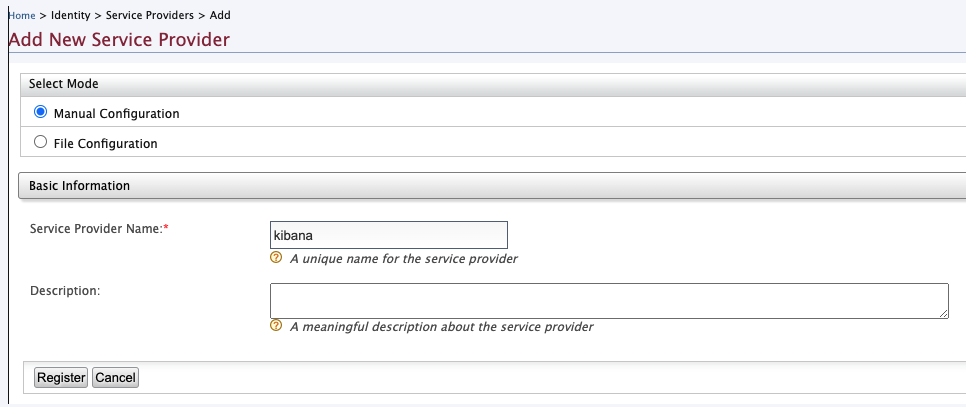 Home > Identity > Service Providers > Add
Add New Service Provider
Select Mode
Manual Configuration
File Configuration
Basic Information
Service Provider Name:*
kibana
? A unique name for the service provider
Description:
? A meaningful description about the service provider
Register Cancel